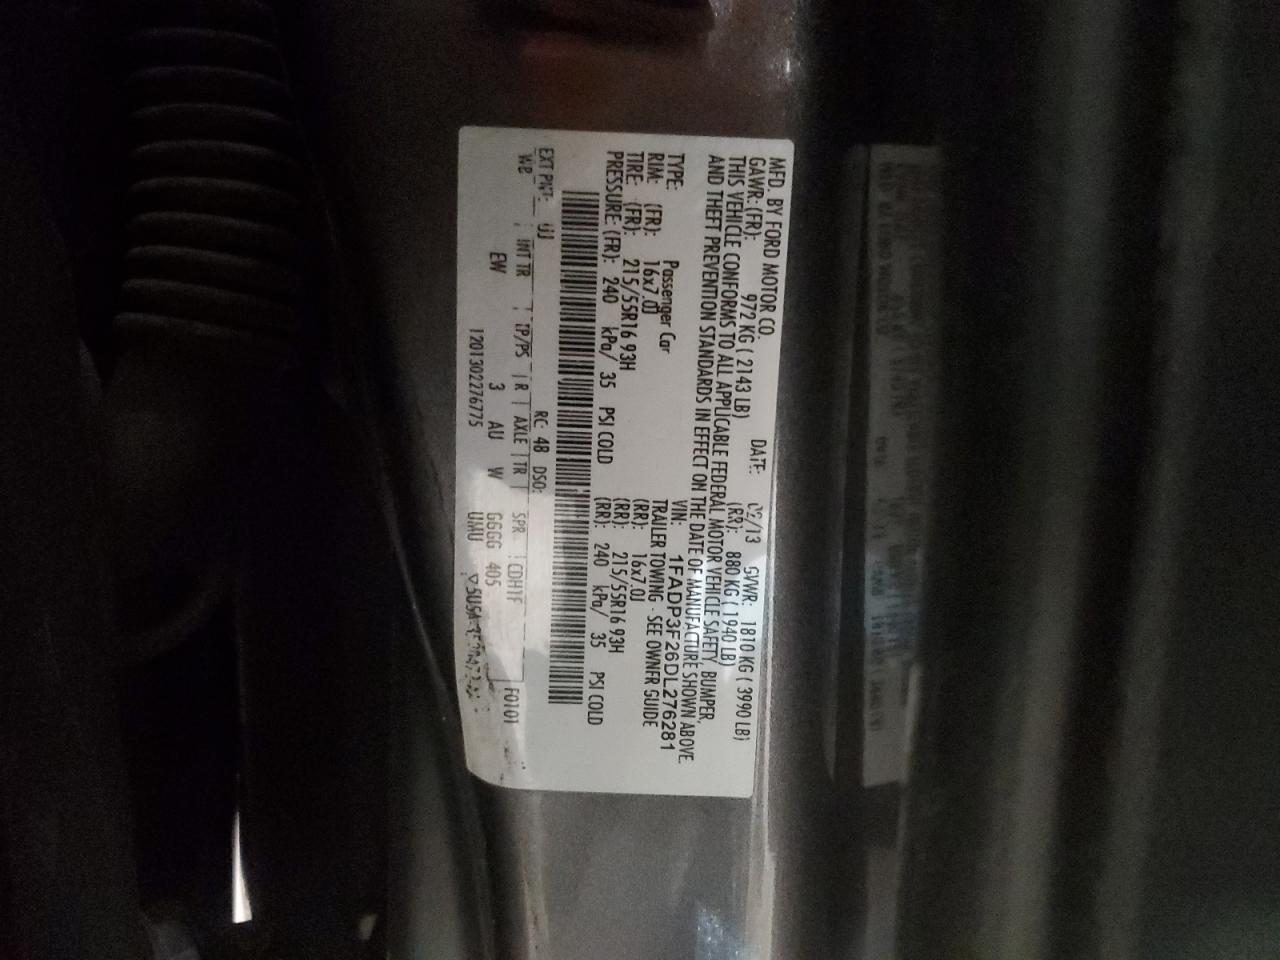 MFD. BY FORD MOTOR CO.
DATE: 02/13 GVWR: 1810 KG ( 3990 LB)
GAWR:(FR): 972 KG ( 2143 LB) (RR): 880 KG ( 1940 LB)
THIS VEHICLE CONFORMS TO ALL APPLICABLE FEDERAL MOTOR VEHICLE SAFETY, BUMPER,
AND THEFT PREVENTION STANDARDS IN EFFECT ON THE DATE OF MANUFACTURE SHOWN ABOVE.
VIN: 1FADP3F26DL276281
TYPE: Passenger Car TRAILER TOWING - SEE OWNER GUIDE
RIM: (FR): 16x7.0J (RR): 16x7.0J
TIRE: (FR): 215/55R16 93H (RR): 215/55R16 93H
PRESSURE: (FR): 240 kPa/ 35 PSI COLD (RR): 240 kPa/ 35 PSI COLD
EXT PNT: UJ RC: 48 DSO: F0101
WB INT TR TP/PS R AXLE TR SPR CDH1F
EW 3 AU W GGGG 405
1201302276775 UMU